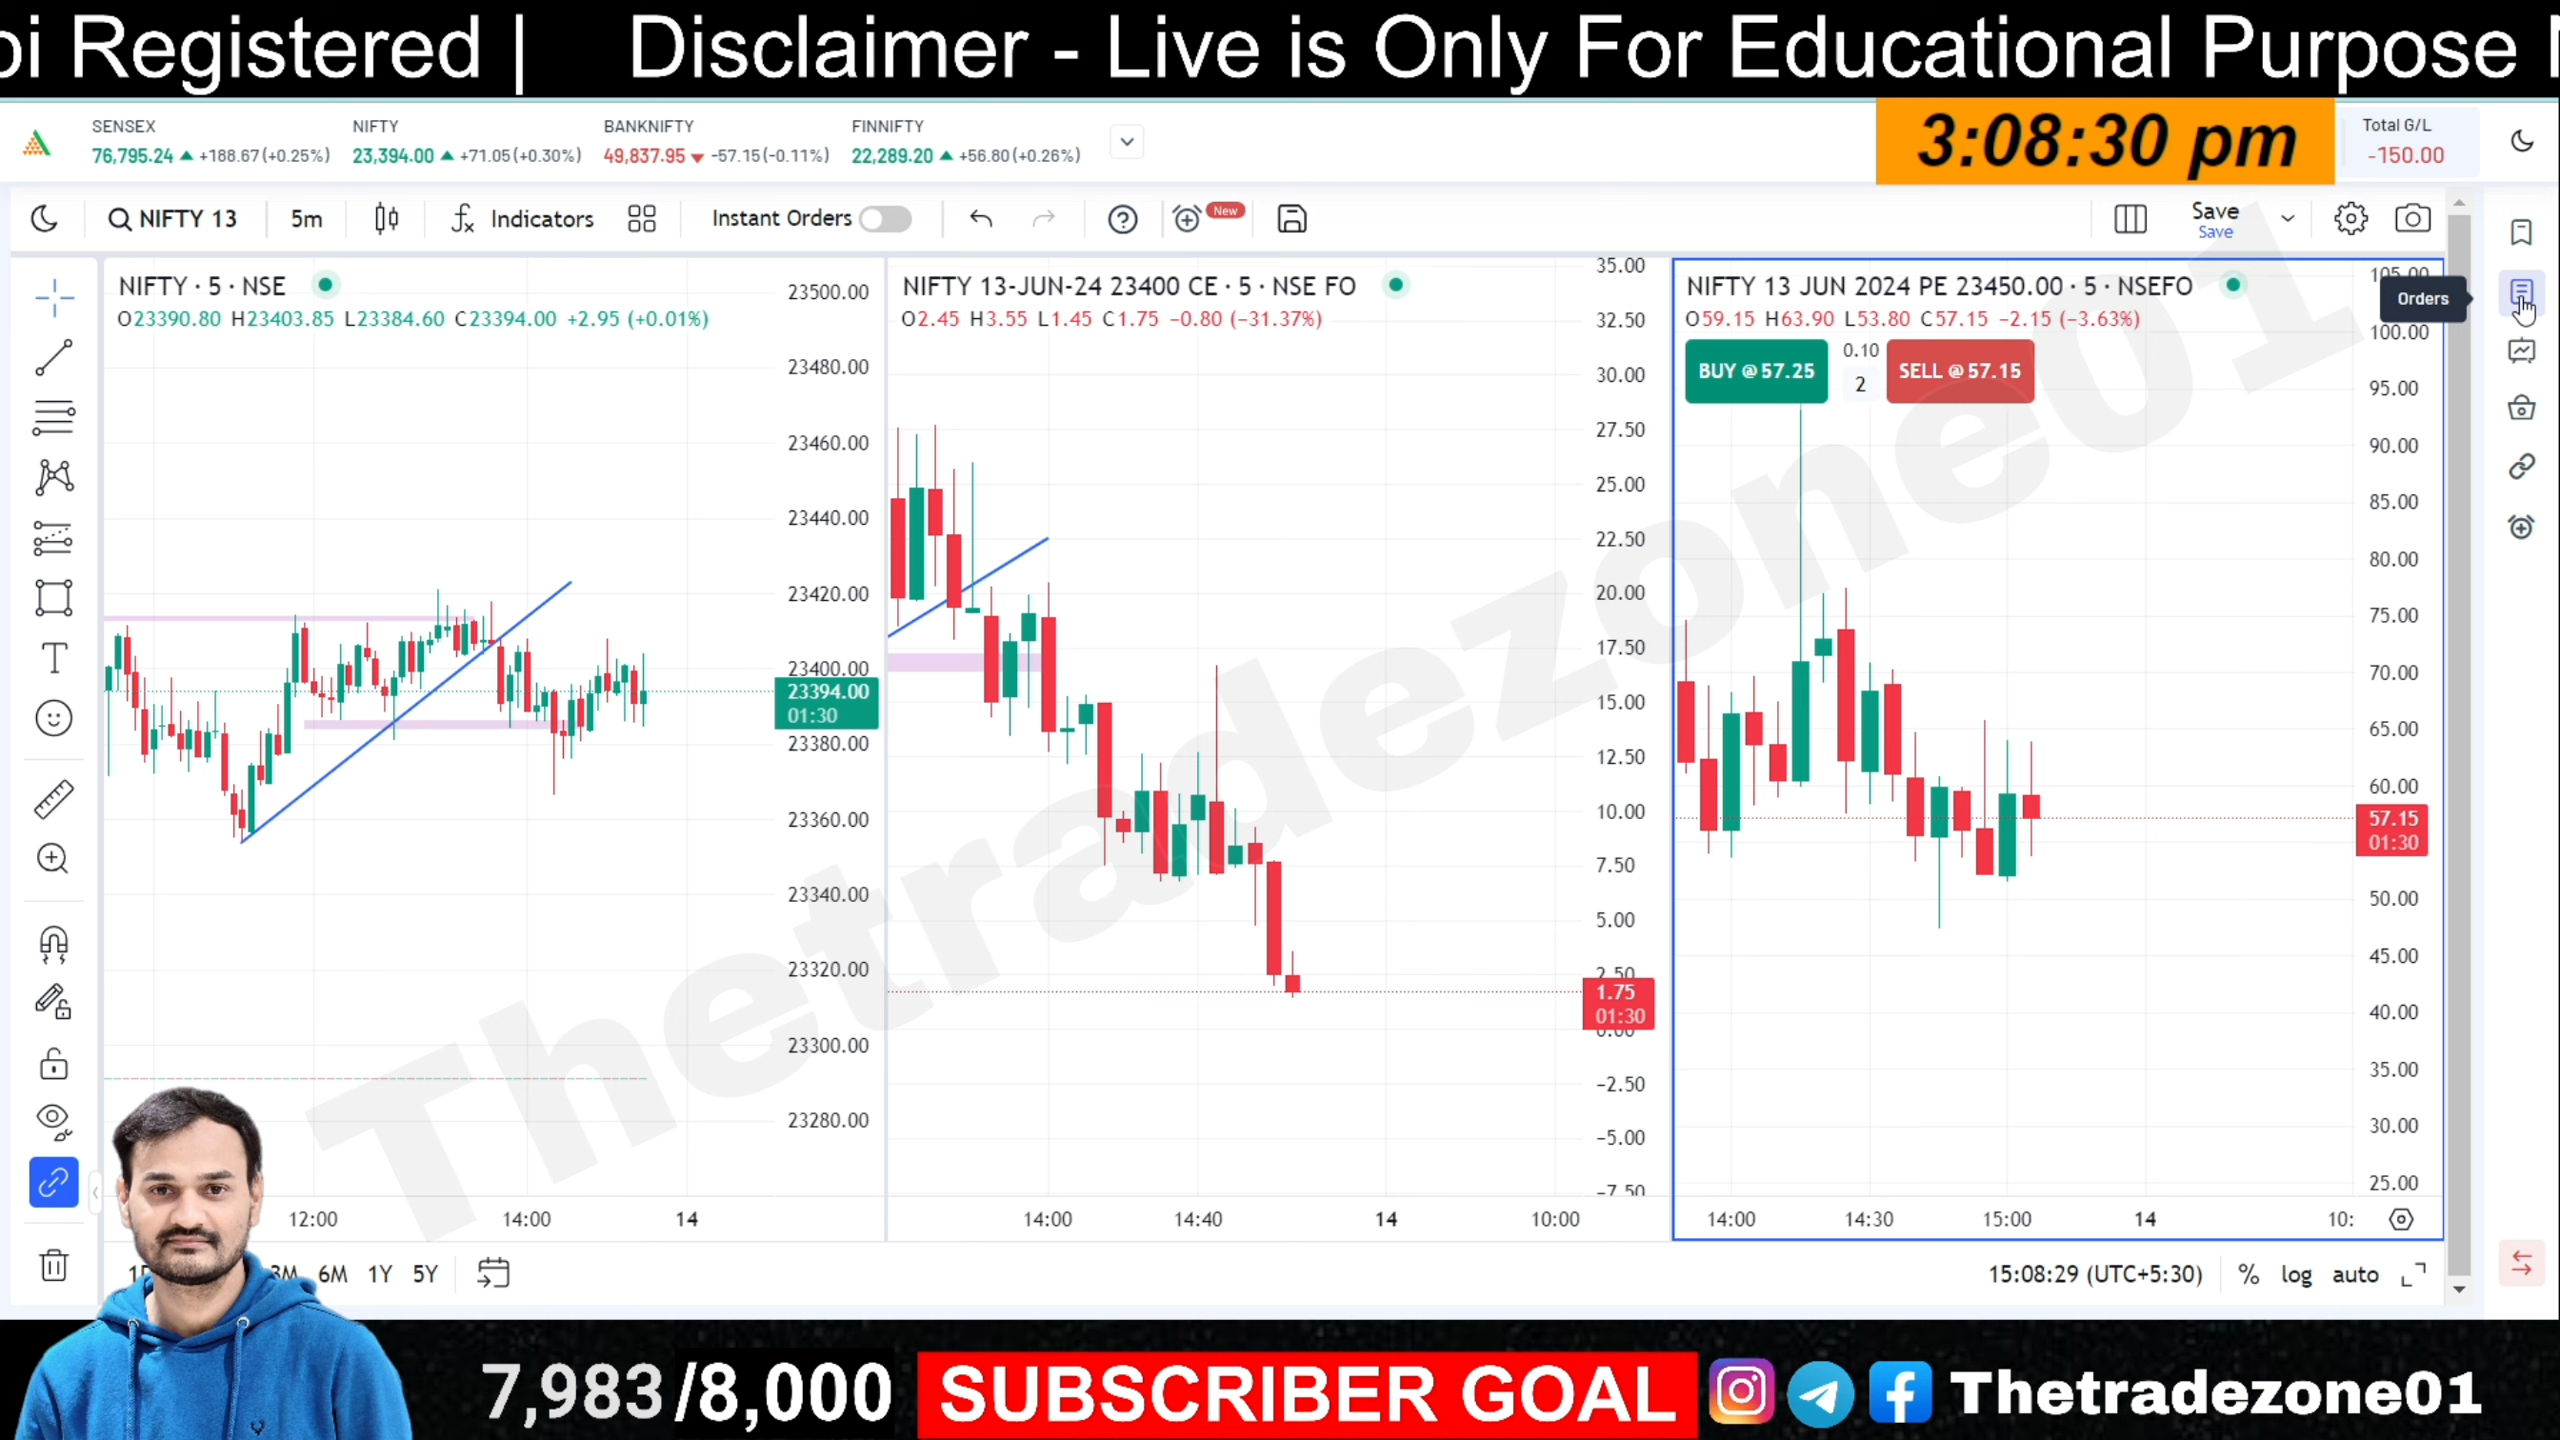 Registered | Disclaimer - Live is Only For Educational Purpose
SENSEX
76,795.24 +188.67(+0.25%)
NIFTY
23,394.00 +71.05(+0.30%)
BANKNIFTY
49,837.95 -57.15(-0.11%)
FINNIFTY
22,289.20 +56.80(+0.26%)
3:08:30 pm
Total G/L
-150.00
NIFTY 13
5m
Indicators
Instant Orders
New
Save
Save
NIFTY · 5 · NSE
O23390.80 H23403.85 L23384.60 C23394.00 +2.95 (+0.01%)
23500.00
23480.00
23460.00
23440.00
23420.00
23400.00
23394.00
01:30
23380.00
23360.00
23340.00
23320.00
23300.00
23280.00
12:00 14:00 14
NIFTY 13-JUN-24 23400 CE · 5 · NSE FO
O2.45 H3.55 L1.45 C1.75 −0.80 (−31.37%)
35.00
32.50
30.00
27.50
25.00
22.50
20.00
17.50
15.00
12.50
10.00
7.50
5.00
2.50
1.75
01:30
0.00
−2.50
−5.00
−7.50
14:00 14:40 14 10:00
NIFTY 13 JUN 2024 PE 23450.00 · 5 · NSEFO
O59.15 H63.90 L53.80 C57.15 −2.15 (−3.63%)
BUY @ 57.25
0.10
2
SELL @ 57.15
Orders
105.00
100.00
95.00
90.00
85.00
80.00
75.00
70.00
65.00
60.00
57.15
01:30
50.00
45.00
40.00
35.00
30.00
25.00
14:00 14:30 15:00 14 10:
Thetradezone01
3M 6M 1Y 5Y
15:08:29 (UTC+5:30) % log auto
7,983/8,000
SUBSCRIBER GOAL
Thetradezone01